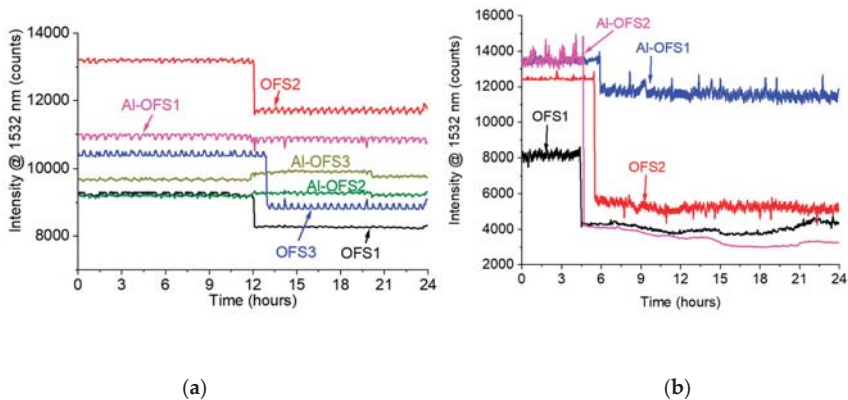 Intensity @ 1532 nm (counts)
14000
13000
12000
11000
10000
9000
8000
OFS2
Al-OFS1
Al-OFS3
Al-OFS2
OFS3
OFS1
0 3 6 9 12 15 18 21 24
Time (hours)
(a)
Intensity @ 1532 nm (counts)
16000
14000
12000
10000
8000
6000
4000
2000
Al-OFS2
Al-OFS1
OFS1
OFS2
0 3 6 9 12 15 18 21 24
Time (hours)
(b)